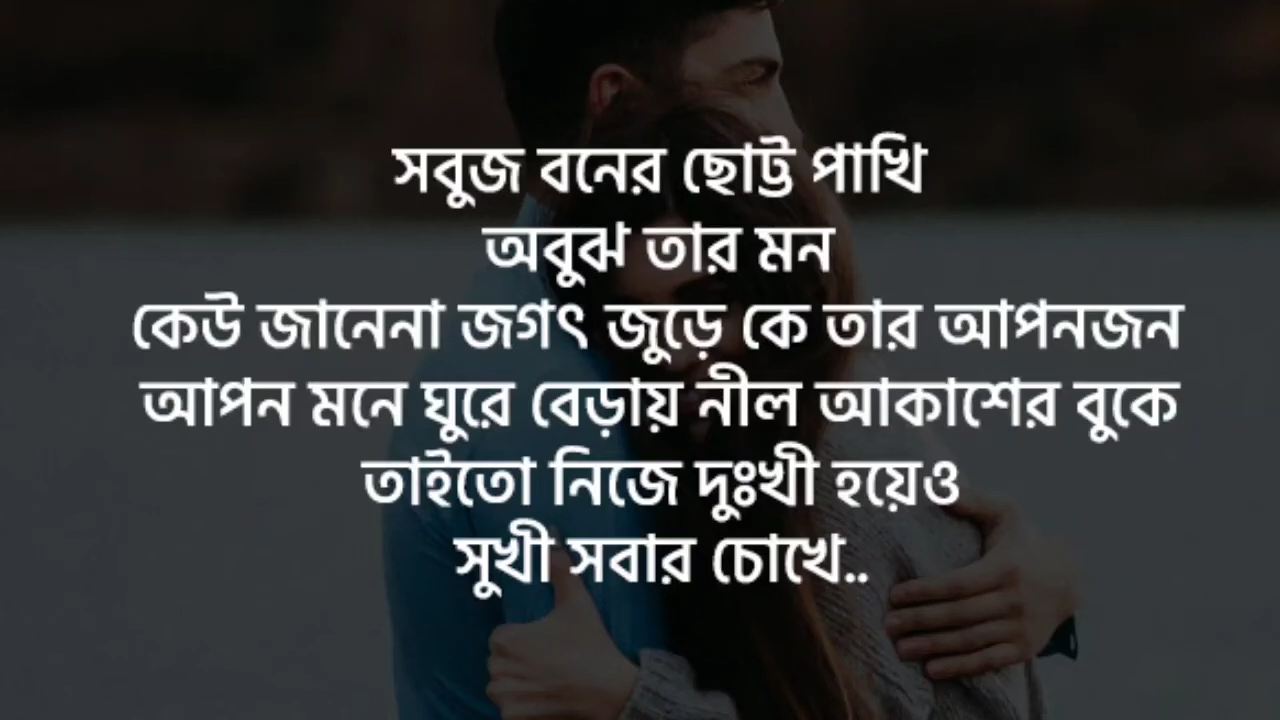 সবুজ বনের ছোট্ট পাখি
অবুঝ তার মন
কেউ জানেনা জগৎ জুড়ে কে তার আপনজন
আপন মনে ঘুরে বেড়ায় নীল আকাশের বুকে
তাইতো নিজে দুঃখী হয়েও
সুখী সবার চোখে..